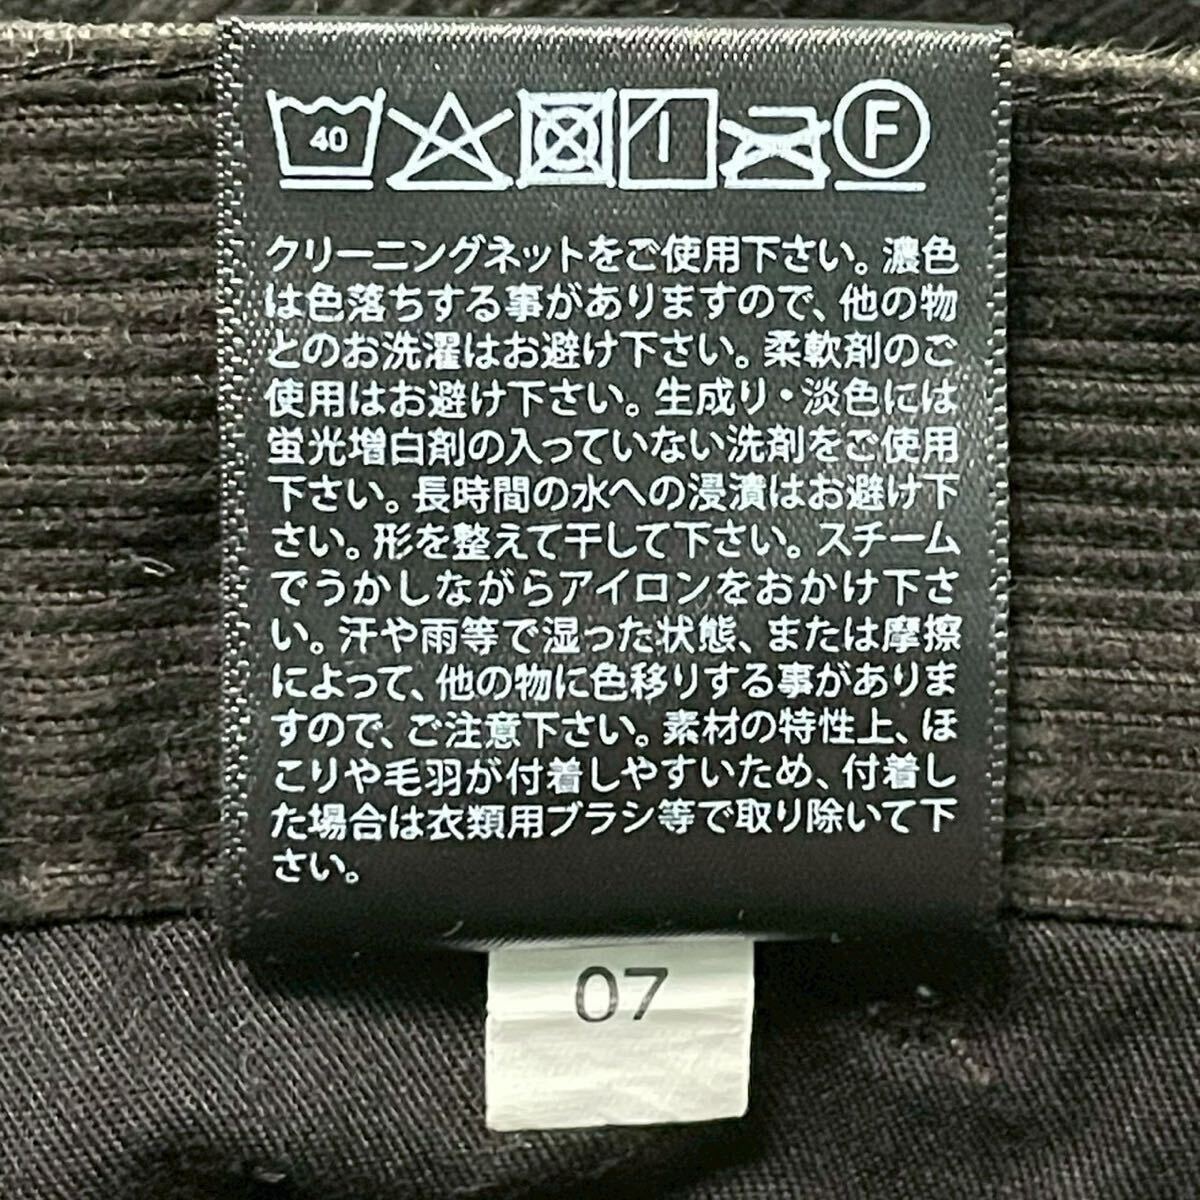 40 F
クリーニングネットをご使用下さい。濃色
は色落ちする事がありますので、他の物
とのお洗濯はお避け下さい。柔軟剤のご
使用はお避け下さい。生成り・淡色には
蛍光増白剤の入っていない洗剤をご使用
下さい。長時間の水への浸漬はお避け下
さい。形を整えて干して下さい。スチーム
でうかしながらアイロンをおかけ下さ
い。汗や雨等で湿った状態、または摩擦
によって、他の物に色移りする事がありま
すので、ご注意下さい。素材の特性上、ほ
こりや毛羽が付着しやすいため、付着し
た場合は衣類用ブラシ等で取り除いて下
さい。
07